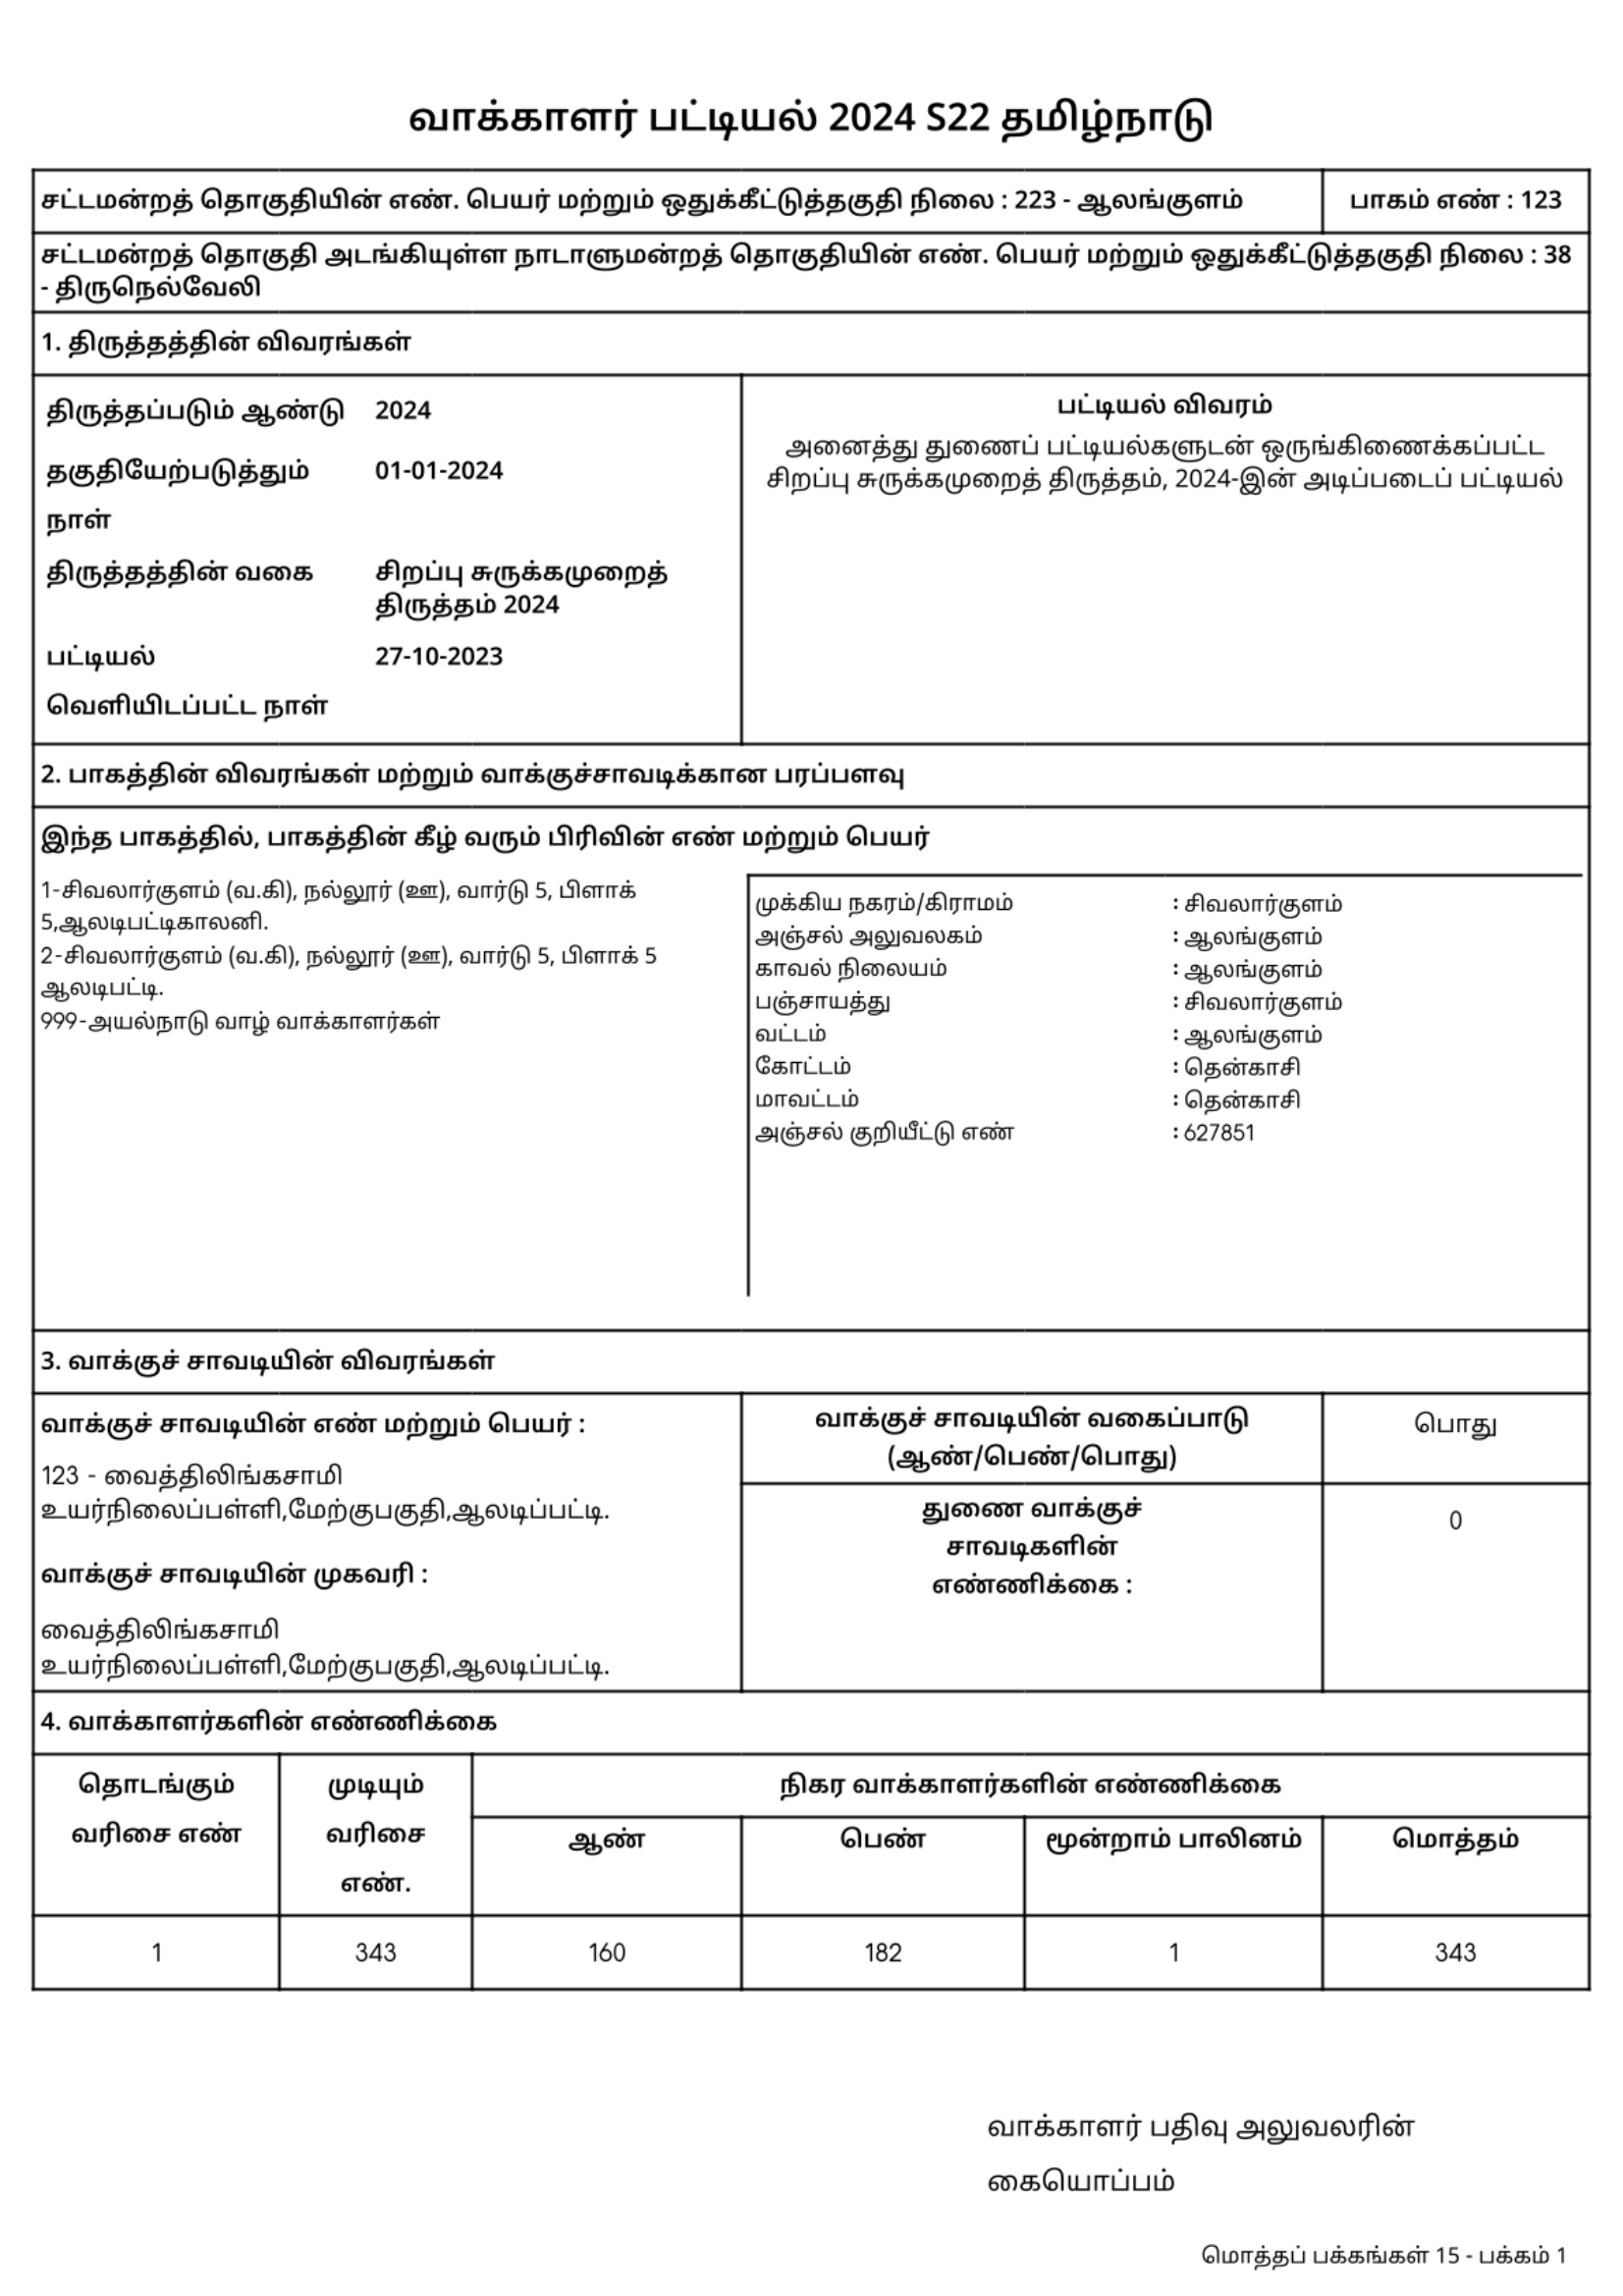 வாக்காளர் பட்டியல் 2024 S22 தமிழ்நாடு
சட்டமன்றத் தொகுதியின் எண். பெயர் மற்றும் ஒதுக்கீட்டுத்தகுதி நிலை : 223 - ஆலங்குளம்
பாகம் எண் : 123
சட்டமன்றத் தொகுதி அடங்கியுள்ள நாடாளுமன்றத் தொகுதியின் எண். பெயர் மற்றும் ஒதுக்கீட்டுத்தகுதி நிலை : 38
- திருநெல்வேலி
1. திருத்தத்தின் விவரங்கள்
திருத்தப்படும் ஆண்டு 2024
தகுதியேற்படுத்தும் 01-01-2024
நாள்
திருத்தத்தின் வகை சிறப்பு சுருக்கமுறைத்
திருத்தம் 2024
பட்டியல் 27-10-2023
வெளியிடப்பட்ட நாள்
பட்டியல் விவரம்
அனைத்து துணைப் பட்டியல்களுடன் ஒருங்கிணைக்கப்பட்ட
சிறப்பு சுருக்கமுறைத் திருத்தம், 2024-இன் அடிப்படைப் பட்டியல்
2. பாகத்தின் விவரங்கள் மற்றும் வாக்குச்சாவடிக்கான பரப்பளவு
இந்த பாகத்தில், பாகத்தின் கீழ் வரும் பிரிவின் எண் மற்றும் பெயர்
1-சிவலார்குளம் (வ.கி), நல்லூர் (ஊ), வார்டு 5, பிளாக்
5,ஆலடிபட்டிகாலனி.
2-சிவலார்குளம் (வ.கி), நல்லூர் (ஊ), வார்டு 5, பிளாக் 5
ஆலடிபட்டி.
999-அயல்நாடு வாழ் வாக்காளர்கள்
முக்கிய நகரம்/கிராமம் : சிவலார்குளம்
அஞ்சல் அலுவலகம் : ஆலங்குளம்
காவல் நிலையம் : ஆலங்குளம்
பஞ்சாயத்து : சிவலார்குளம்
வட்டம் : ஆலங்குளம்
கோட்டம் : தென்காசி
மாவட்டம் : தென்காசி
அஞ்சல் குறியீட்டு எண் : 627851
3. வாக்குச் சாவடியின் விவரங்கள்
வாக்குச் சாவடியின் எண் மற்றும் பெயர் :
123 - வைத்திலிங்கசாமி
உயர்நிலைப்பள்ளி,மேற்குபகுதி,ஆலடிப்பட்டி.
வாக்குச் சாவடியின் முகவரி :
வைத்திலிங்கசாமி
உயர்நிலைப்பள்ளி,மேற்குபகுதி,ஆலடிப்பட்டி.
வாக்குச் சாவடியின் வகைப்பாடு
(ஆண்/பெண்/பொது)
பொது
துணை வாக்குச்
சாவடிகளின்
எண்ணிக்கை :
0
4. வாக்காளர்களின் எண்ணிக்கை
தொடங்கும்
வரிசை எண்
முடியும்
வரிசை
எண்.
நிகர வாக்காளர்களின் எண்ணிக்கை
ஆண் பெண் மூன்றாம் பாலினம் மொத்தம்
1 343 160 182 1 343
வாக்காளர் பதிவு அலுவலரின்
கையொப்பம்
மொத்தப் பக்கங்கள் 15 - பக்கம் 1